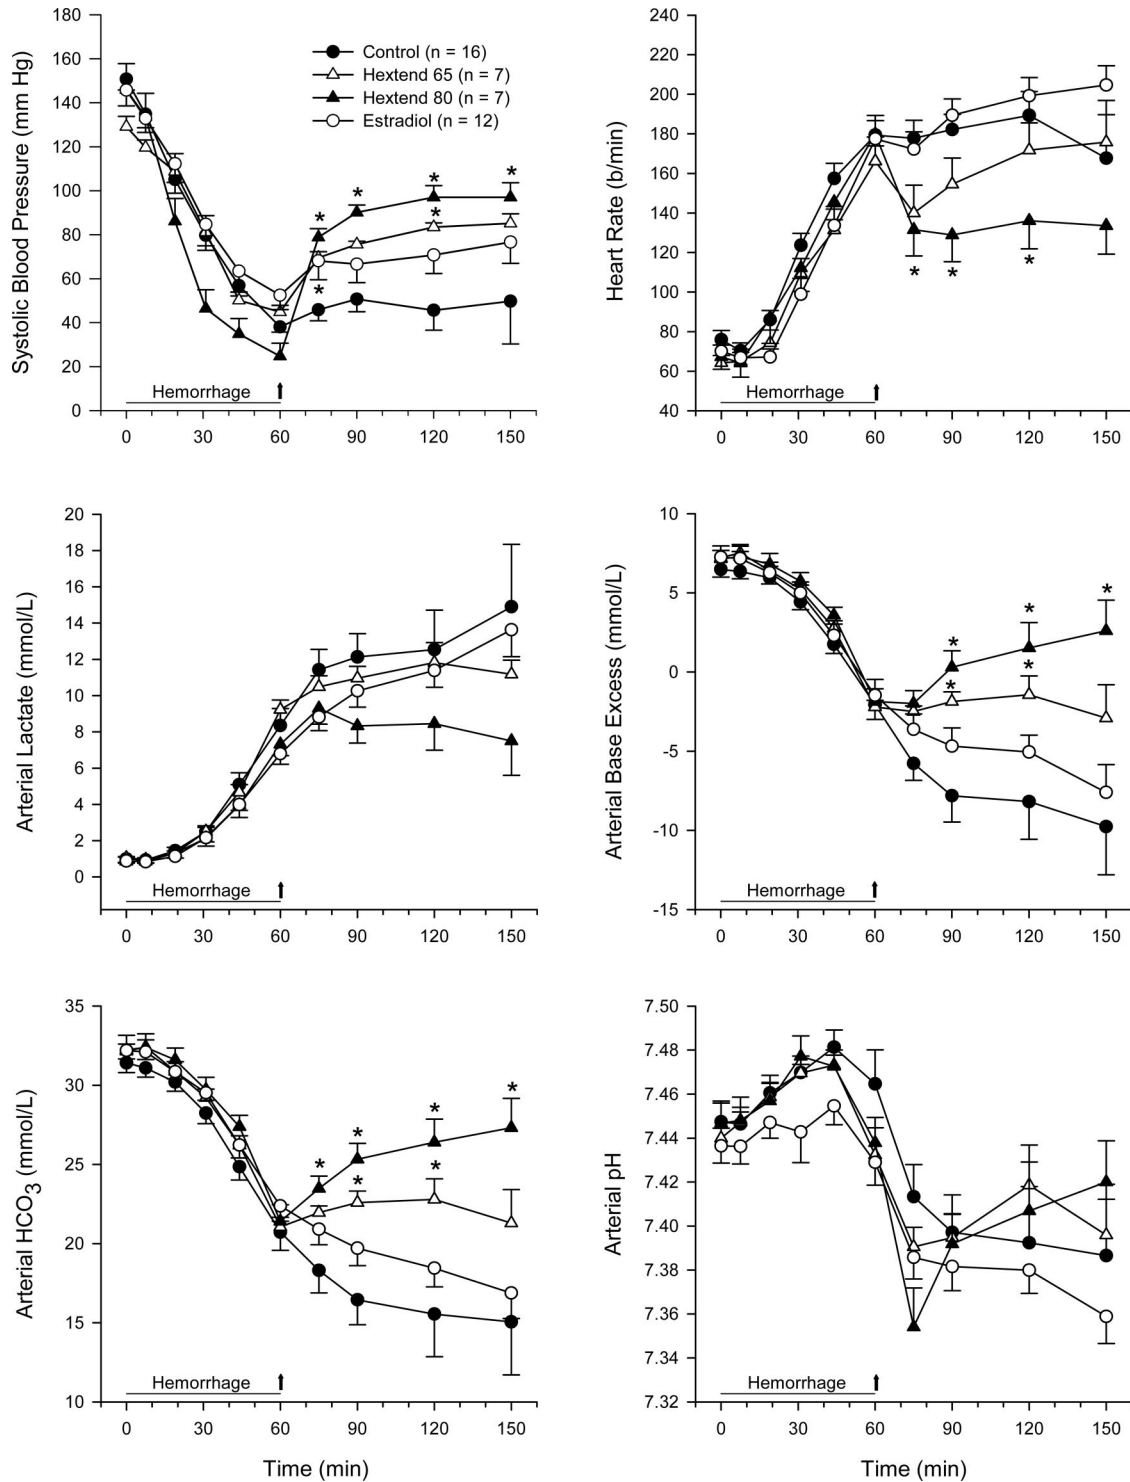 Systolic Blood Pressure (mm Hg)
180
160
140
120
100
80
60
40
20
0
Control (n = 16)
Hextend 65 (n = 7)
Hextend 80 (n = 7)
Estradiol (n = 12)
* * * * * *
Hemorrhage
0 30 60 90 120 150
Heart Rate (b/min)
240
220
200
180
160
140
120
100
80
60
40
* * *
Hemorrhage
0 30 60 90 120 150
Arterial Lactate (mmol/L)
20
18
16
14
12
10
8
6
4
2
0
Hemorrhage
0 30 60 90 120 150
Arterial Base Excess (mmol/L)
10
5
0
-5
-10
-15
* * * * *
Hemorrhage
0 30 60 90 120 150
Arterial HCO3 (mmol/L)
35
30
25
20
15
10
* * * * * *
Hemorrhage
0 30 60 90 120 150
Time (min)
Arterial pH
7.50
7.48
7.46
7.44
7.42
7.40
7.38
7.36
7.34
7.32
Hemorrhage
0 30 60 90 120 150
Time (min)